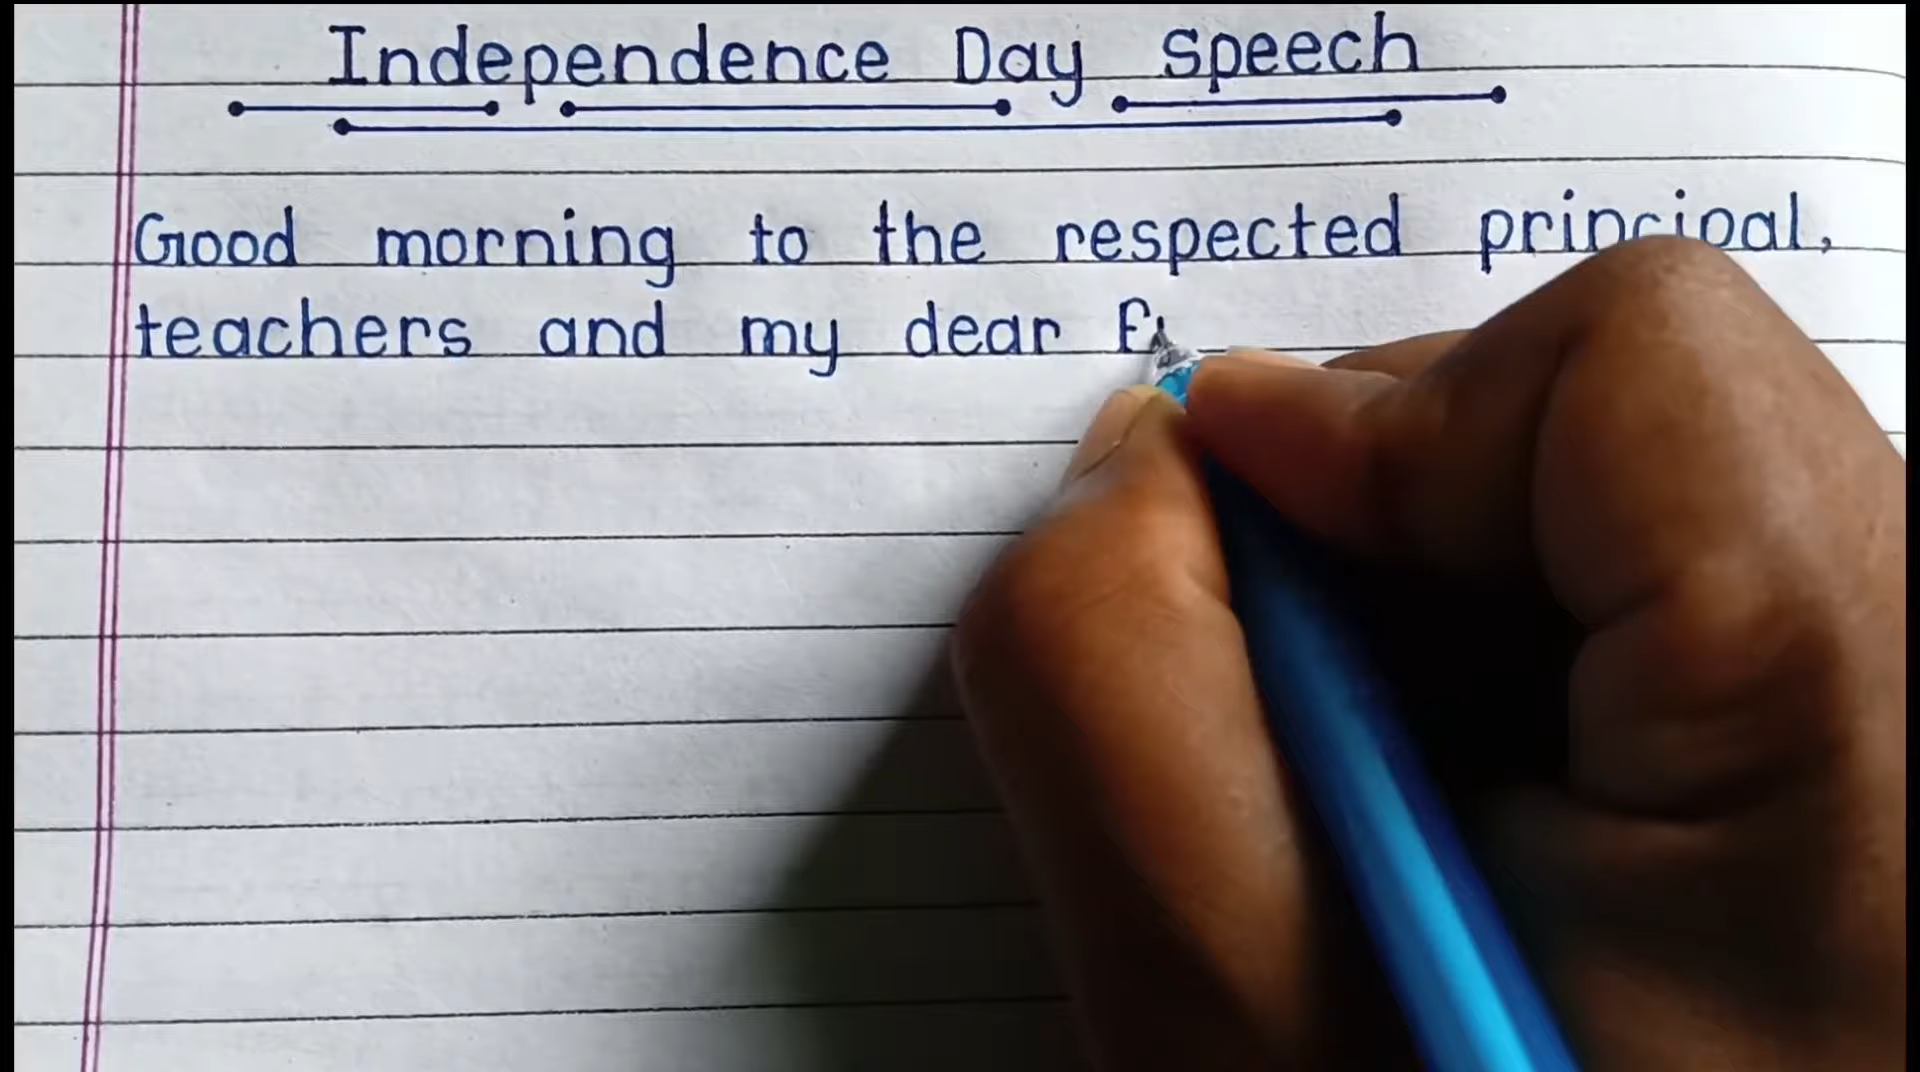 Independence Day speech
Good morning to the respected principal,
teachers and my dear